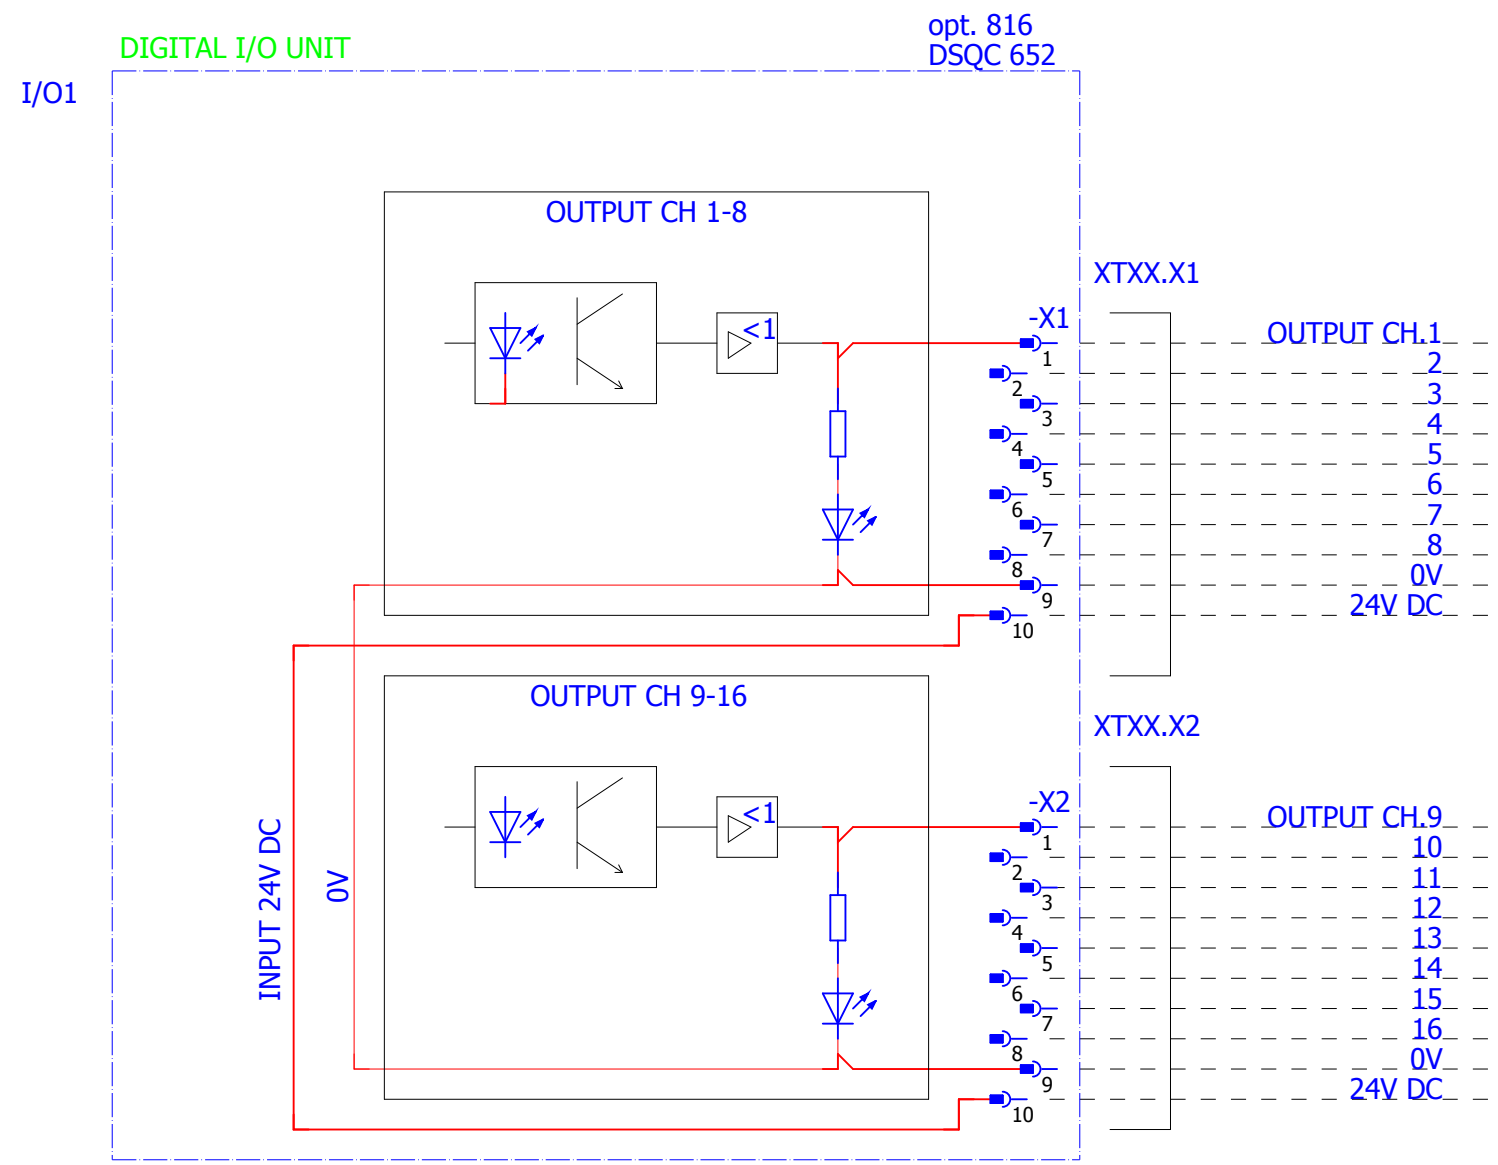 opt. 816
DIGITAL I/O UNIT
DSQC 652
I/O1
OUTPUT CH 1-8
XTXX.X1
<1
-X1
OUTPUT CH.1
1
2
2
3
3
4
4
5
5
6
6
7
7
8
8
0V
9
24V DC
10
OUTPUT CH 9-16
XTXX.X2
<1
-X2
OUTPUT CH.9
1
10
2
11
3
12
4
13
5
14
6
15
7
16
8
0V
9
24V DC
10
INPUT 24V DC
0V